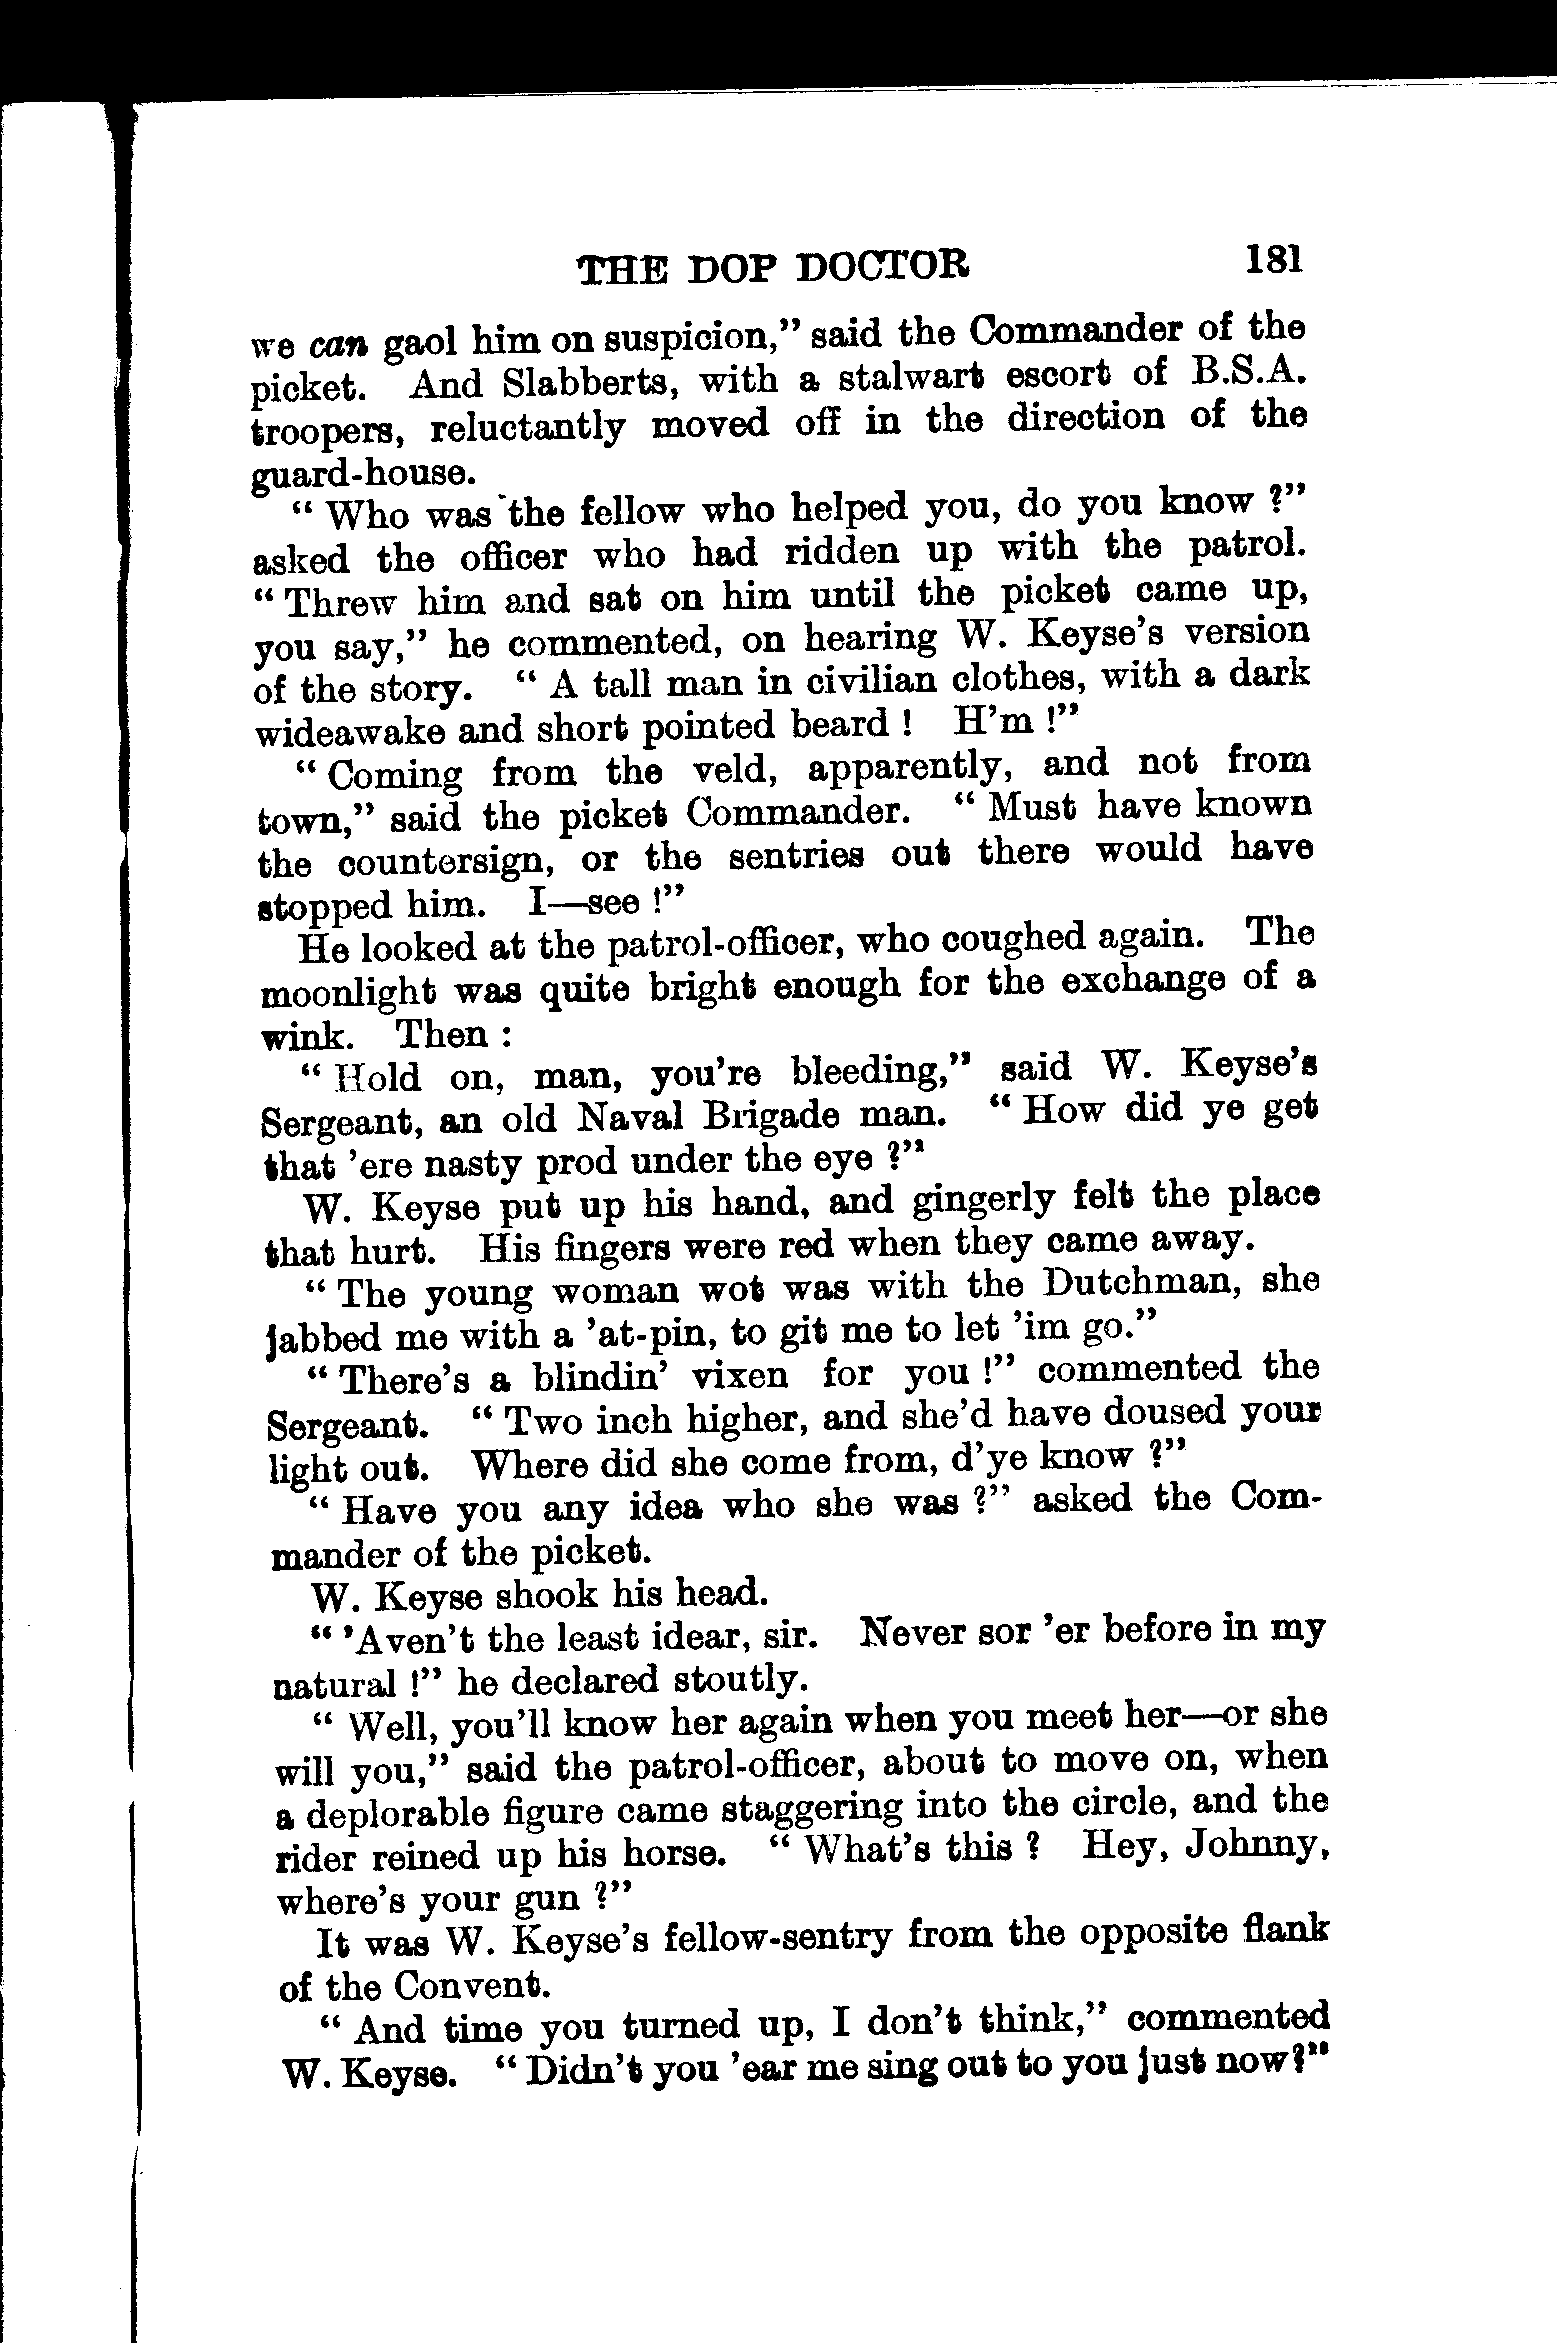 THE DOP DOCTOR 181
we can gaol him on suspicion,” said the Commander of the
picket. And Slabberts, with a stalwart escort of B.S.A.
troopers, reluctantly moved off in the direction of the
guard-house.
“ Who was the fellow who helped you, do you know ?”
asked the officer who had ridden up with the patrol.
“ Threw him and sat on him until the picket came up,
you say,” he commented, on hearing W. Keyse’s version
of the story. “ A tall man in civilian clothes, with a dark
wideawake and short pointed beard ! H’m !”
“ Coming from the veld, apparently, and not from
town,” said the picket Commander. “ Must have known
the countersign, or the sentries out there would have
stopped him. I—see !”
He looked at the patrol-officer, who coughed again. The
moonlight was quite bright enough for the exchange of a
wink. Then :
“ Hold on, man, you’re bleeding,” said W. Keyse’s
Sergeant, an old Naval Brigade man. “ How did ye get
that ’ere nasty prod under the eye ?”
W. Keyse put up his hand, and gingerly felt the place
that hurt. His fingers were red when they came away.
“ The young woman wot was with the Dutchman, she
jabbed me with a ’at-pin, to git me to let ’im go.”
“ There’s a blindin’ vixen for you !” commented the
Sergeant. “ Two inch higher, and she’d have doused your
light out. Where did she come from, d’ye know ?”
“ Have you any idea who she was ?” asked the Com-
mander of the picket.
W. Keyse shook his head.
“ ’Aven’t the least idear, sir. Never sor ’er before in my
natural !” he declared stoutly.
“ Well, you’ll know her again when you meet her—or she
will you,” said the patrol-officer, about to move on, when
a deplorable figure came staggering into the circle, and the
rider reined up his horse. “ What’s this ? Hey, Johnny,
where’s your gun ?”
It was W. Keyse’s fellow-sentry from the opposite flank
of the Convent.
“ And time you turned up, I don’t think,” commented
W. Keyse. “ Didn’t you ’ear me sing out to you just now?”